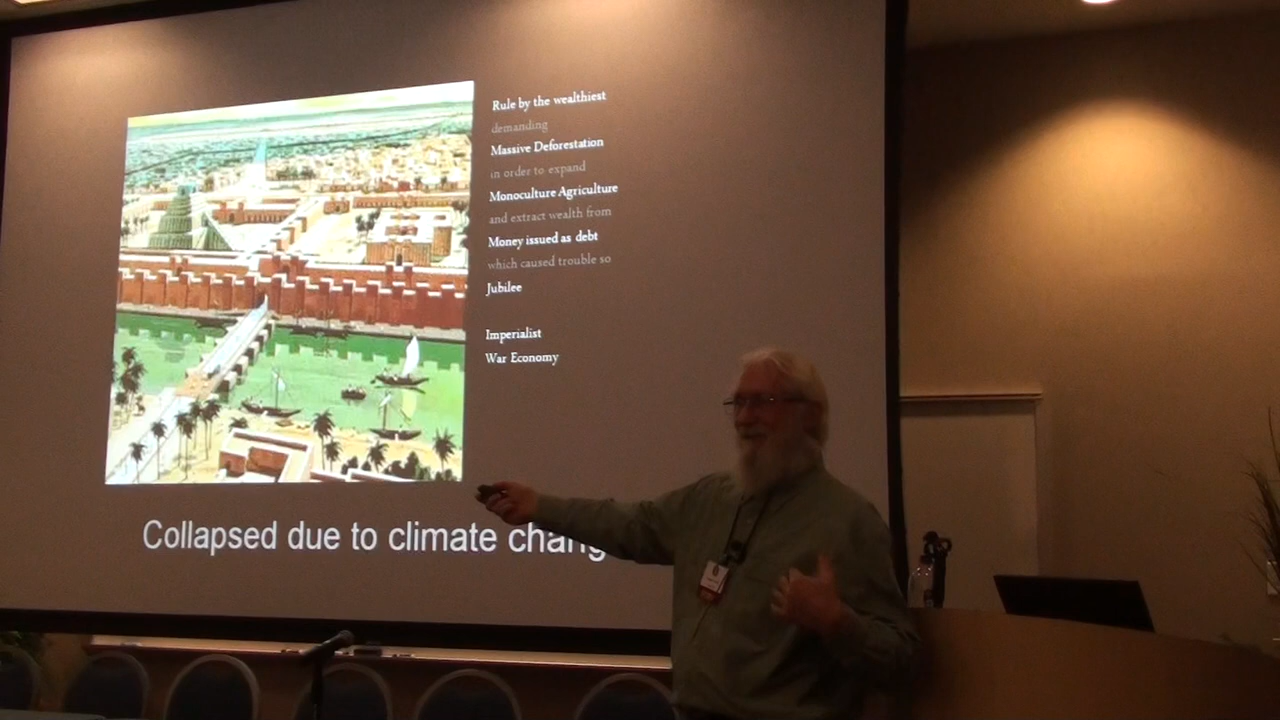 Rule by the wealthiest
demanding
Massive Deforestation
in order to expand
Monoculture Agriculture
and extract wealth from
Money issued as debt
which caused trouble so
Jubilee
Imperialist
War Economy
Collapsed due to climate chang